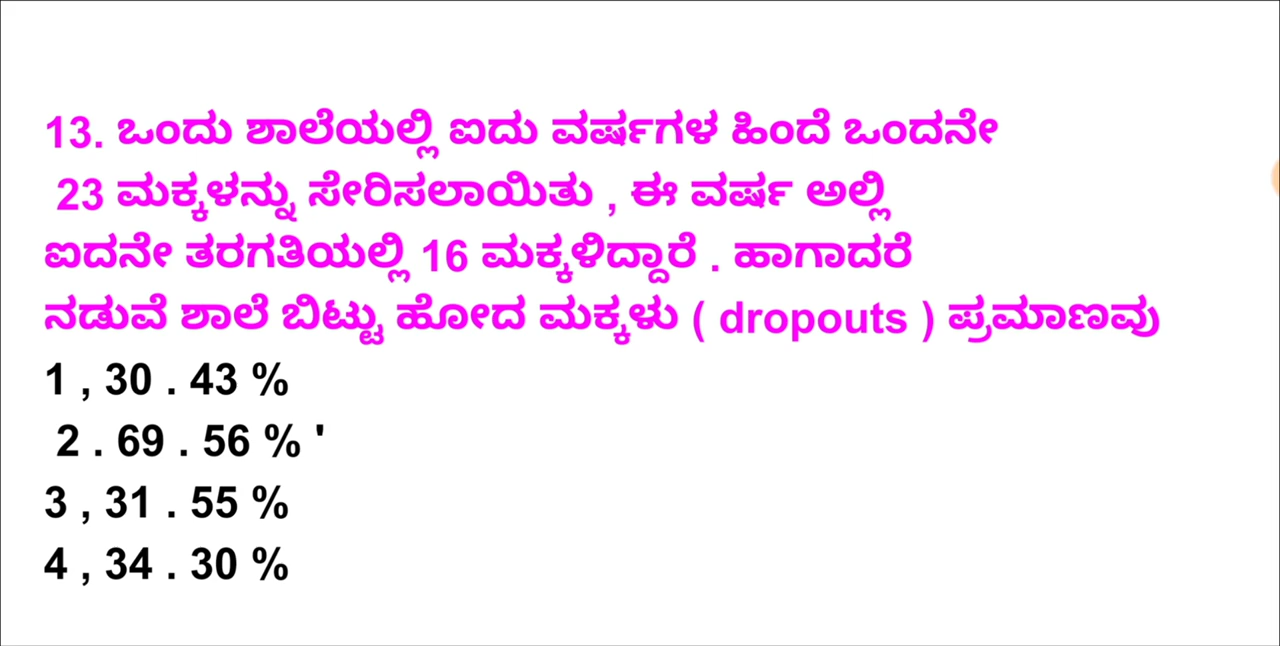 13. ಒಂದು ಶಾಲೆಯಲ್ಲಿ ಐದು ವರ್ಷಗಳ ಹಿಂದೆ ಒಂದನೇ
23 ಮಕ್ಕಳನ್ನು ಸೇರಿಸಲಾಯಿತು , ಈ ವರ್ಷ ಅಲ್ಲಿ
ಐದನೇ ತರಗತಿಯಲ್ಲಿ 16 ಮಕ್ಕಳಿದ್ದಾರೆ . ಹಾಗಾದರೆ
ನಡುವೆ ಶಾಲೆ ಬಿಟ್ಟು ಹೋದ ಮಕ್ಕಳು ( dropouts ) ಪ್ರಮಾಣವು
1 , 30 . 43 %
2 . 69 . 56 % '
3 , 31 . 55 %
4 , 34 . 30 %